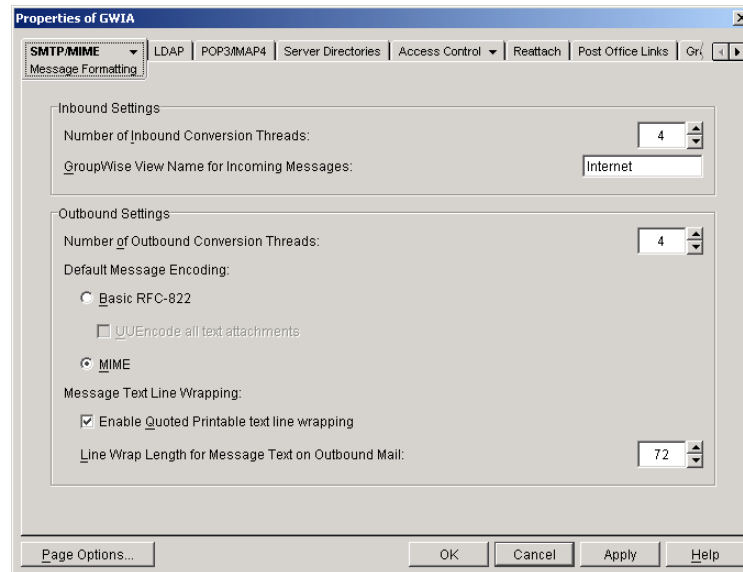 Properties of GWIA
SMTP/MIME LDAP POP3/IMAP4 Server Directories Access Control Reattach Post Office Links
Message Formatting
Inbound Settings
Number of Inbound Conversion Threads: 4
GroupWise View Name for Incoming Messages: Internet
Outbound Settings
Number of Outbound Conversion Threads: 4
Default Message Encoding:
Basic RFC-822
UUEncode all text attachments
MIME
Message Text Line Wrapping:
Enable Quoted Printable text line wrapping
Line Wrap Length for Message Text on Outbound Mail: 72
Page Options... OK Cancel Apply Help